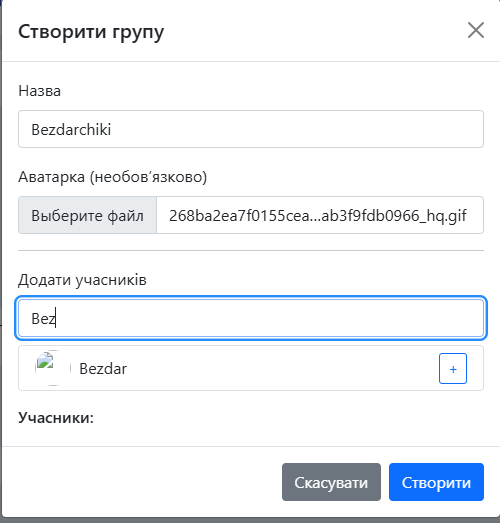 Створити групу
Назва
Bezdarchiki
Аватарка (необов’язково)
Выберите файл 268ba2ea7f0155cea...ab3f9fdb0966_hq.gif
Додати учасників
Bez
Bezdar +
Учасники:
Скасувати Створити